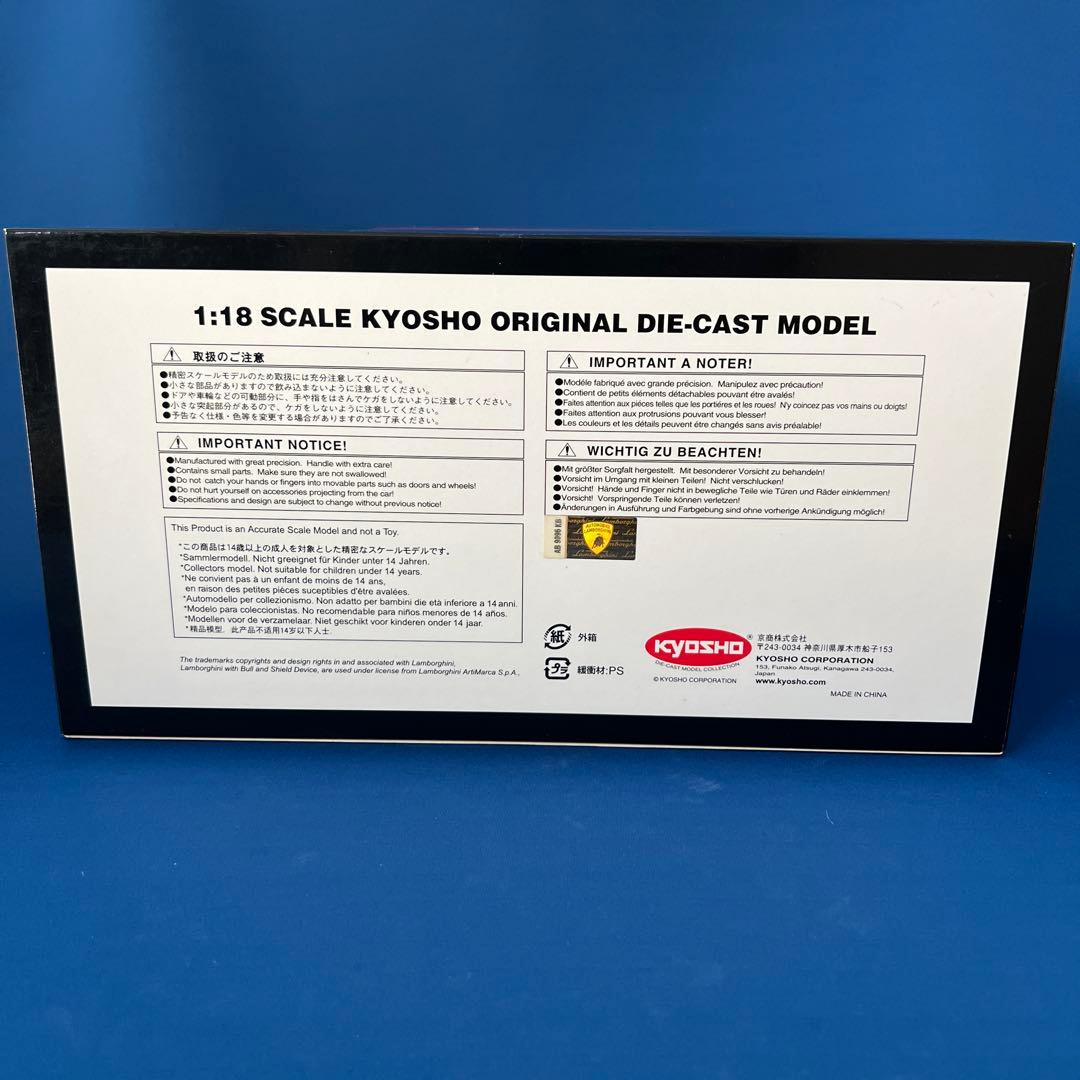 1:18 SCALE KYOSHO ORIGINAL DIE-CAST MODEL
取扱のご注意
●精密スケールモデルのため取扱には充分注意してください。
●小さな部品がありますので飲み込まないように注意してください。
●ドアや車輪などの可動部分に、手や指をはさんでケガをしないように注意してください。
●小さな突起部分があるので、ケガをしないように注意してください。
●予告なく仕様・色等を変更する場合がありますのでご了承ください。
IMPORTANT NOTICE!
●Manufactured with great precision. Handle with extra care!
●Contains small parts. Make sure they are not swallowed!
●Do not catch your hands or fingers into movable parts such as doors and wheels!
●Do not hurt yourself on accessories projecting from the car!
●Specifications and design are subject to change without previous notice!
This Product is an Accurate Scale Model and not a Toy.
*この商品は14歳以上の成人を対象とした精密なスケールモデルです。
*Sammlermodell. Nicht greegnet für Kinder unter 14 Jahren.
*Collectors model. Not suitable for children under 14 years.
*Ne convient pas à un enfant de moins de 14 ans,
en raison des petites pièces suceptibles d'être avalées.
*Automodello per collezionismo. Non adatto per bambini die età inferiore a 14 anni.
*Modelo para coleccionistas. No recomendable para niños menores de 14 años.
*Modellen voor de verzamelaar. Niet geschikt voor kinderen onder 14 jaar.
*精品模型. 此产品不适用14岁以下人士.
The trademarks copyrights and design rights in and associated with Lamborghini,
Lamborghini with Bull and Shield Device, are used under license from Lamborghini ArtiMarca S.p.A.,
IMPORTANT A NOTER!
●Modéle fabriqué avec grande précision. Manipulez avec précaution!
●Contient de petits éléments détachables pouvant être avalés!
●Faites attention aux piéces telles que les portiéres et les roues! N'y coincez pas vos mains ou doigts!
●Faites attention aux protrusions pouvant vous blesser!
●Les couleurs et les détails peuvent être changés sans avis préalable!
WICHTIG ZU BEACHTEN!
●Mit größter Sorgfalt hergestellt. Mit besonderer Vorsicht zu behandeln!
●Vorsicht im Umgang mit kleinen Teilen! Nicht verschlucken!
●Vorsicht! Hände und Finger nicht in bewegliche Teile wie Türen und Räder einklemmen!
●Vorsicht! Vorspringende Teile können verletzen!
●Änderungen in Ausführung und Farbgebung sind ohne vorherige Ankündigung möglich!
AB 9096 KB
AUTOMOBILI
LAMBORGHINI
Lamborghini
紙 外箱
プラ 緩衝材:PS
KYOSHO®
DIE-CAST MODEL COLLECTION
© KYOSHO CORPORATION
京商株式会社
〒243-0034 神奈川県厚木市船子153
KYOSHO CORPORATION
153, Funako Atsugi, Kanagawa 243-0034,
Japan
www.kyosho.com
MADE IN CHINA